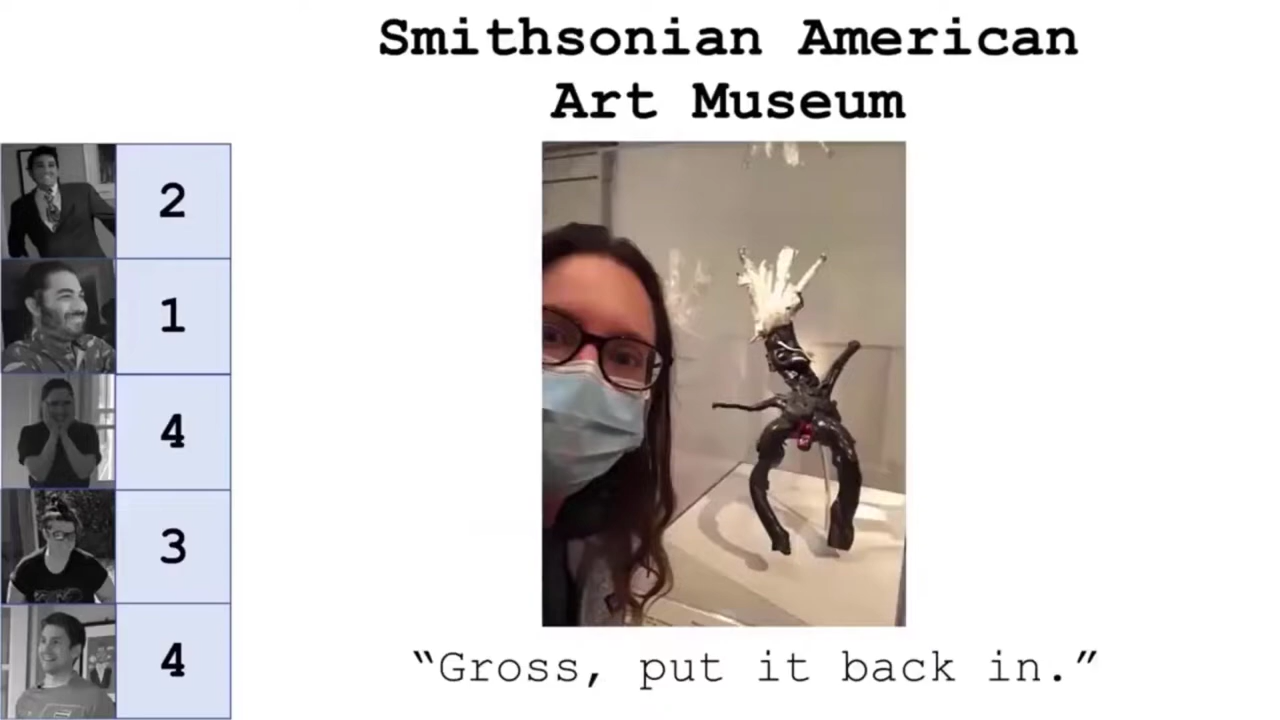 Smithsonian American
Art Museum
2
1
4
3
4
“Gross, put it back in.”